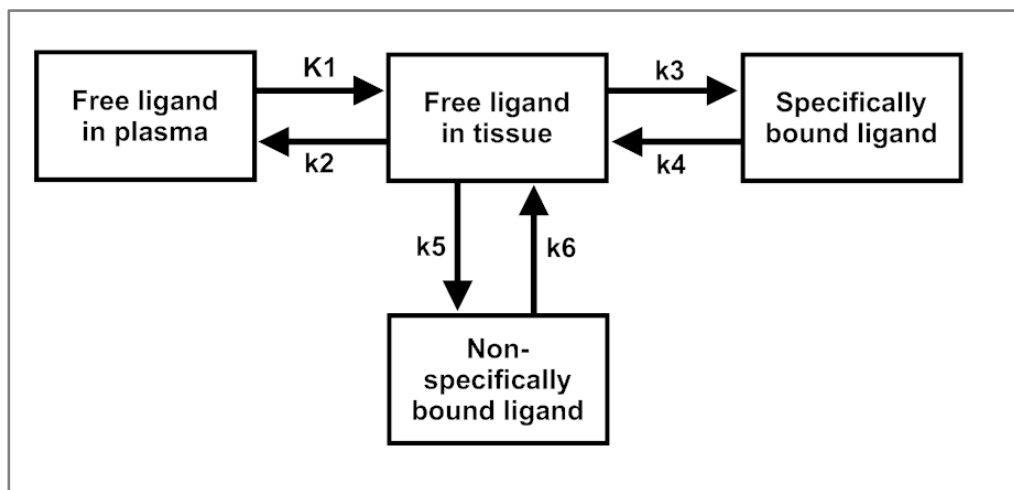 Free ligand
in plasma
K1
k2
Free ligand
in tissue
k3
k4
Specifically
bound ligand
k5
k6
Non-
specifically
bound ligand